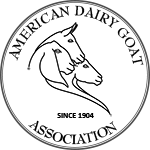 AMERICAN DAIRY GOAT
SINCE 1904
ASSOCIATION